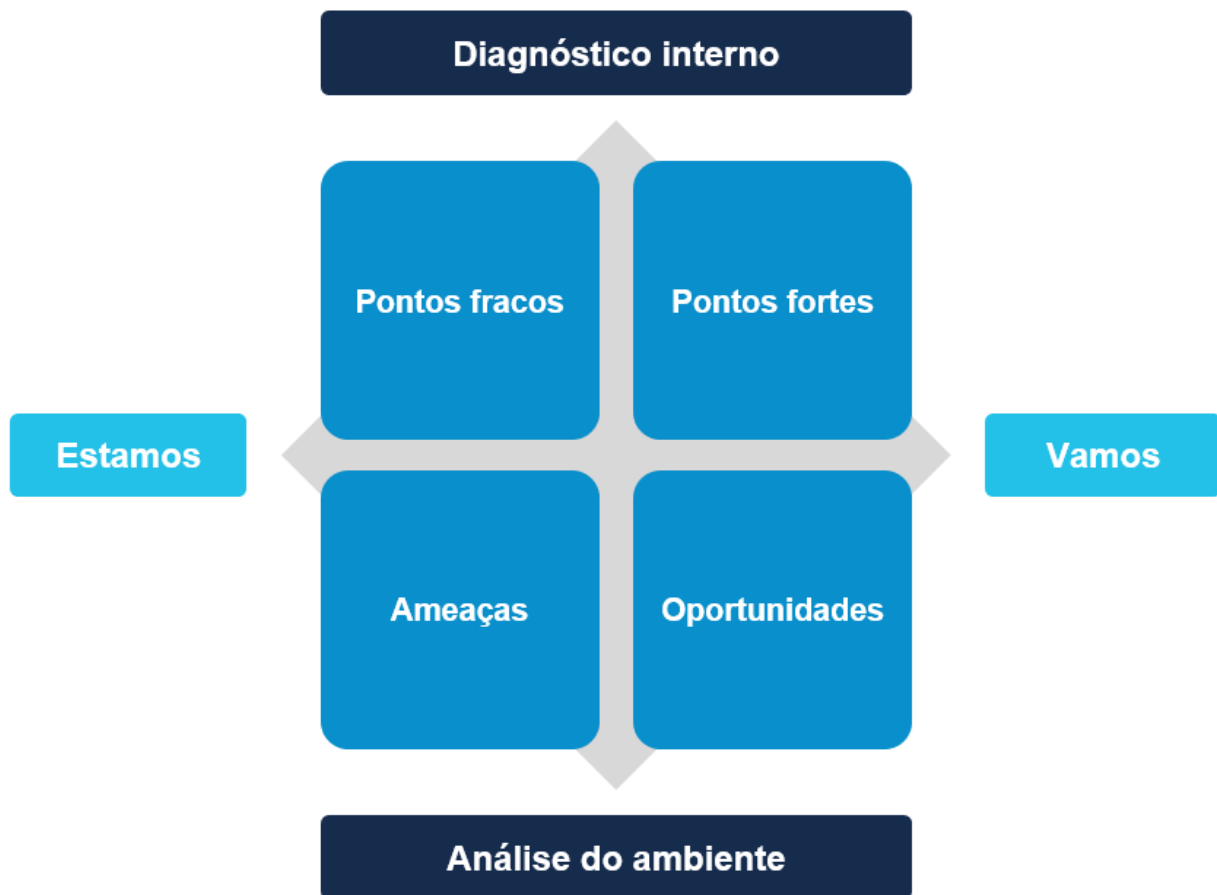 Diagnóstico interno
Pontos fracos
Pontos fortes
Estamos
Vamos
Ameaças
Oportunidades
Análise do ambiente